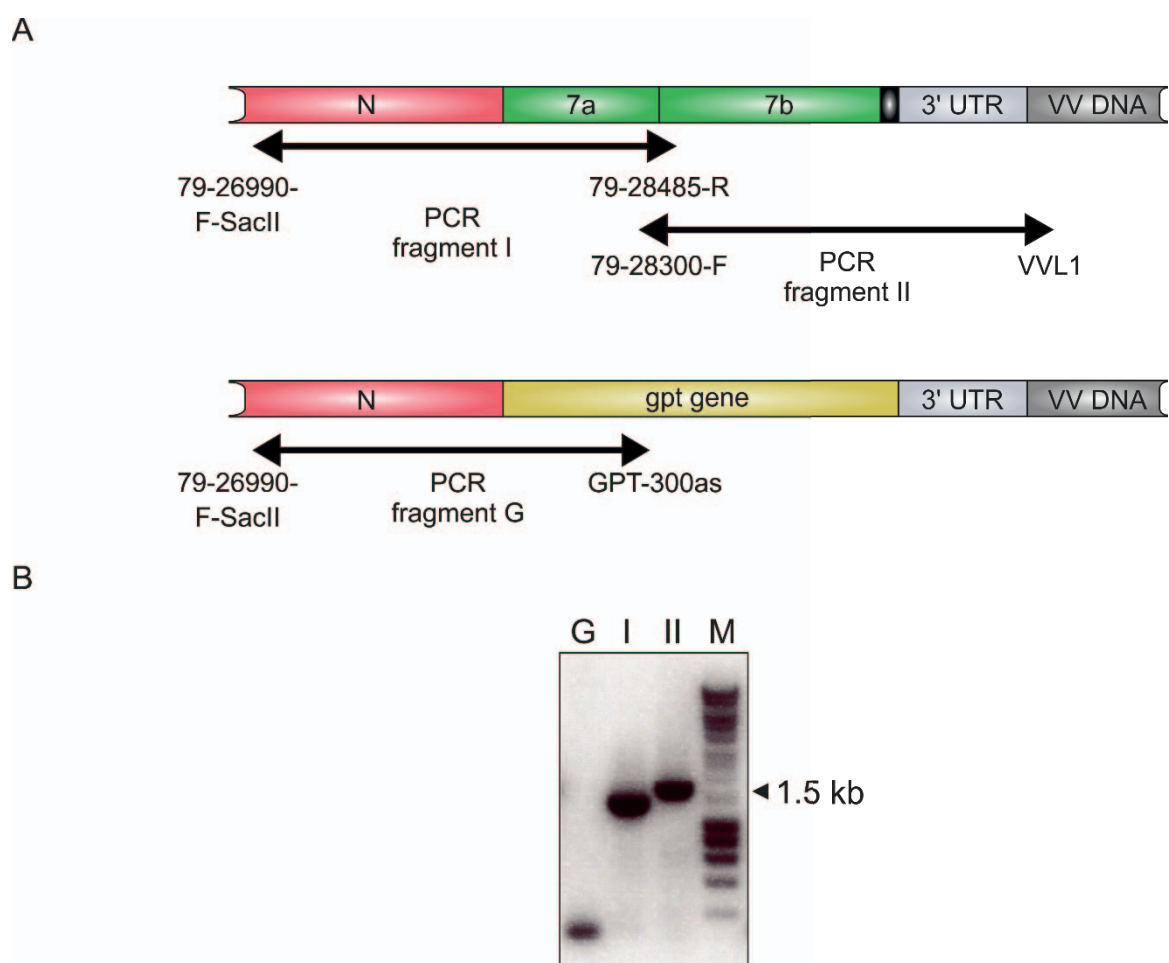 A
N 7a 7b 3' UTR VV DNA
79-26990-
F-SacII
PCR
fragment I
79-28485-R
79-28300-F
PCR
fragment II
VVL1
N gpt gene 3' UTR VV DNA
79-26990-
F-SacII
PCR
fragment G
GPT-300as
B
G I II M
1.5 kb